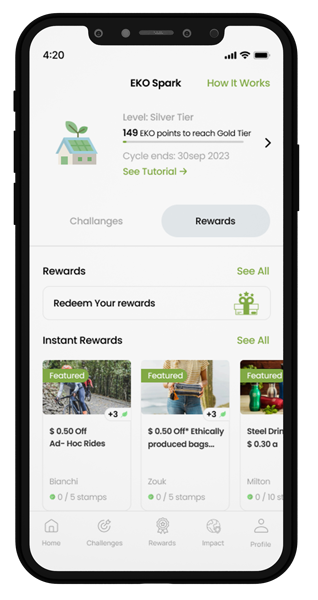 4:20
EKO Spark
How It Works
Level: Silver Tier
149 EKO points to reach Gold Tier
Cycle ends: 30sep 2023
See Tutorial →
Challanges
Rewards
Rewards
See All
Redeem Your rewards
Instant Rewards
See All
Featured
+3
$ 0.50 Off
Ad- Hoc Rides
Bianchi
0 / 5 stamps
Featured
+3
$ 0.50 Off* Ethically
produced bags...
Zouk
0 / 5 stamps
Featured
Steel Drin
$ 0.30 a
Milton
0 / 10 st
Home
Challenges
Rewards
Impact
Profile